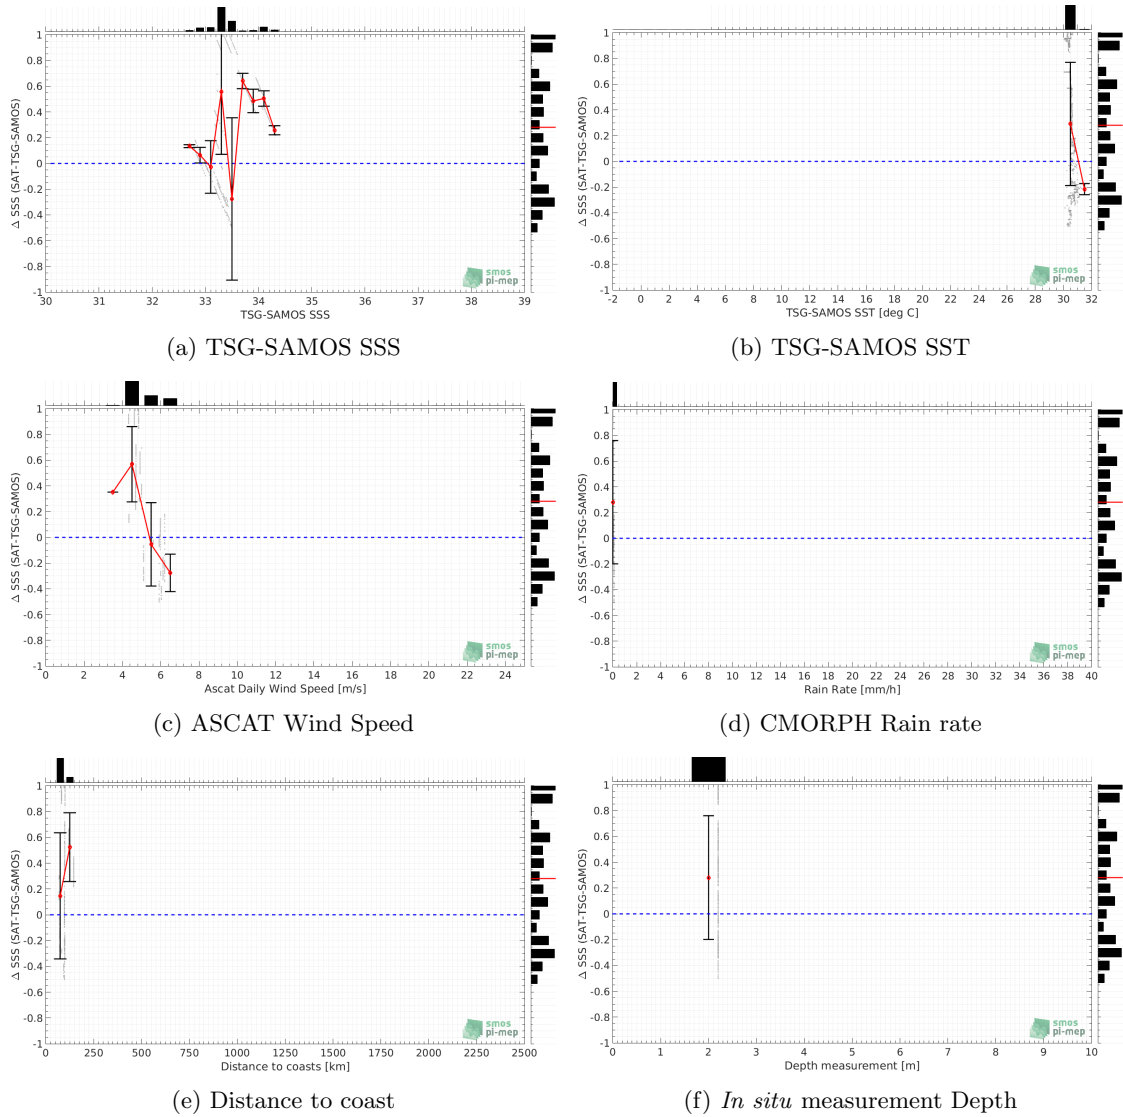 1
0.8
0.6
0.4
0.2
0
-0.2
-0.4
-0.6
-0.8
-1
Δ SSS (SAT-TSG-SAMOS)
30 31 32 33 34 35 36 37 38 39
TSG-SAMOS SSS
smos
pi-mep
(a) TSG-SAMOS SSS
1
0.8
0.6
0.4
0.2
0
-0.2
-0.4
-0.6
-0.8
-1
Δ SSS (SAT-TSG-SAMOS)
-2 0 2 4 6 8 10 12 14 16 18 20 22 24 26 28 30 32
TSG-SAMOS SST [deg C]
smos
pi-mep
(b) TSG-SAMOS SST
1
0.8
0.6
0.4
0.2
0
-0.2
-0.4
-0.6
-0.8
-1
Δ SSS (SAT-TSG-SAMOS)
0 2 4 6 8 10 12 14 16 18 20 22 24
Ascat Daily Wind Speed [m/s]
smos
pi-mep
(c) ASCAT Wind Speed
1
0.8
0.6
0.4
0.2
0
-0.2
-0.4
-0.6
-0.8
-1
Δ SSS (SAT-TSG-SAMOS)
0 2 4 6 8 10 12 14 16 18 20 22 24 26 28 30 32 34 36 38 40
Rain Rate [mm/h]
smos
pi-mep
(d) CMORPH Rain rate
1
0.8
0.6
0.4
0.2
0
-0.2
-0.4
-0.6
-0.8
-1
Δ SSS (SAT-TSG-SAMOS)
0 250 500 750 1000 1250 1500 1750 2000 2250 2500
Distance to coasts [km]
smos
pi-mep
(e) Distance to coast
1
0.8
0.6
0.4
0.2
0
-0.2
-0.4
-0.6
-0.8
-1
Δ SSS (SAT-TSG-SAMOS)
0 1 2 3 4 5 6 7 8 9 10
Depth measurement [m]
smos
pi-mep
(f) In situ measurement Depth